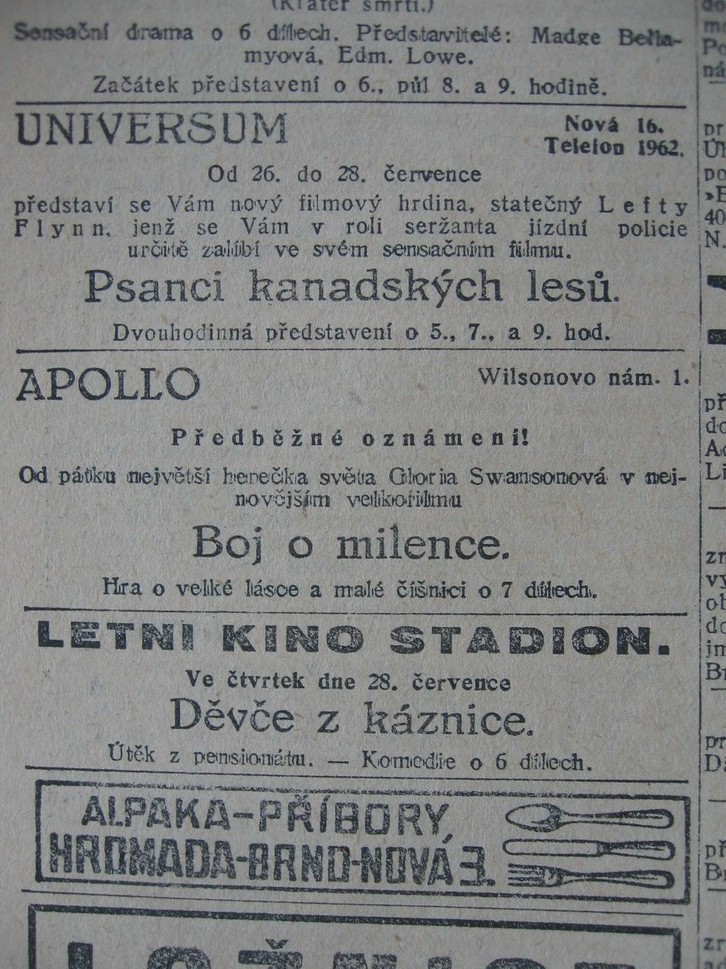 (Kráter smrti.)
Sensační drama o 6 dílech. Představitelé: Madge Bella-
myová, Edm. Lowe.
Začátek představení o 6., půl 8. a 9. hodině.
UNIVERSUM
Nová 16.
Telefon 1962.
Od 26. do 28. července
představí se Vám nový filmový hrdina, statečný Lefty
Flynn, jenž se Vám v roli seržanta jízdní policie
určitě zalíbí ve svém sensačním filmu.
Psanci kanadských lesů.
Dvouhodinná představení o 5., 7., a 9. hod.
APOLLO
Wilsonovo nám. 1.
Předběžné oznámení!
Od pátku největší herečka světa Gloria Swansonová v nej-
novějším velkofilmu
Boj o milence.
Hra o veliké lásce a malé číšnici o 7 dílech.
LETNI KINO STADION.
Ve čtvrtek dne 28. července
Děvče z káznice.
Útěk z pensionátu. — Komedie o 6 dílech.
ALPAKA-PŘÍBORY,
HROMADA-BRNO-NOVÁ 3.